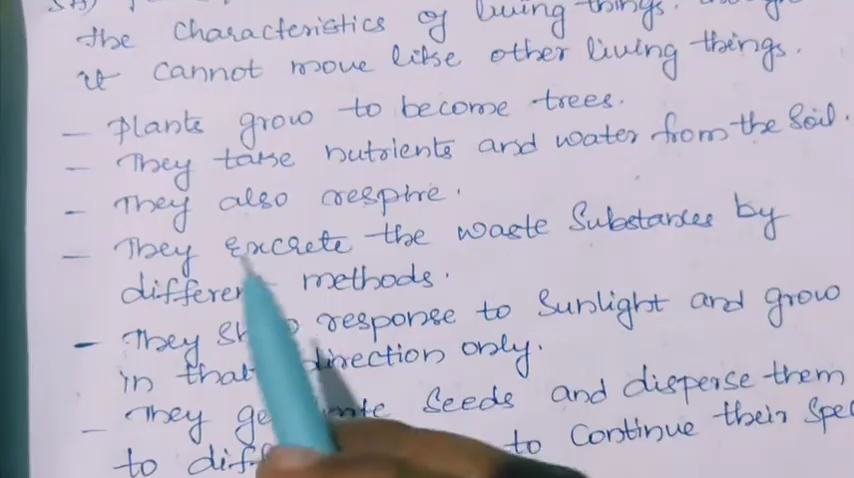 the characteristics of living things.
it cannot move like other living things.
- Plants grow to become trees.
- They take nutrients and water from the soil.
- They also respire.
- They Excrete the waste Substances by
different methods.
- They response to Sunlight and grow
in that direction only.
- They seeds and disperse them
to to continue their